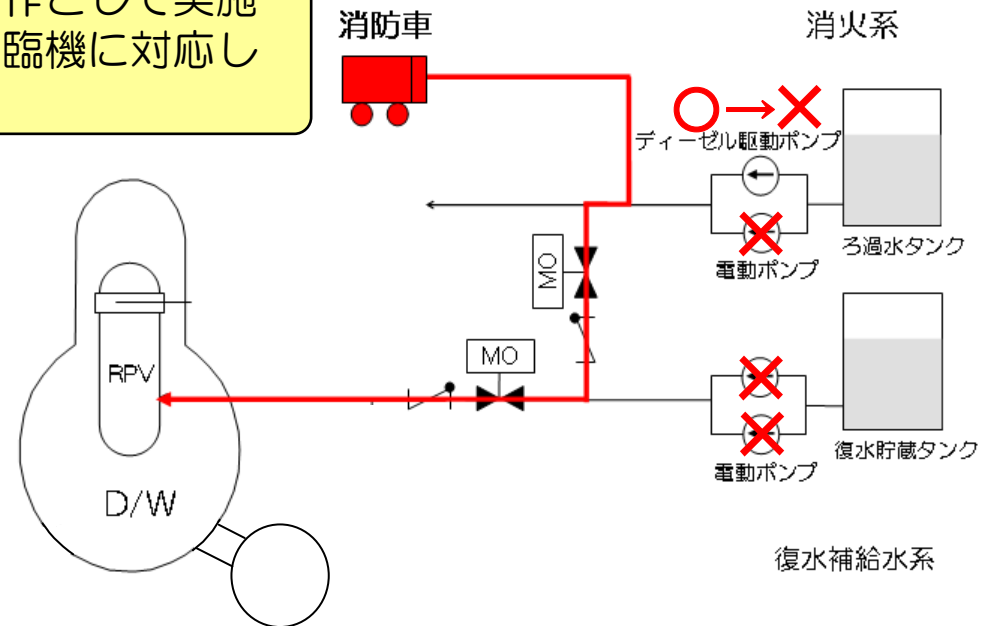 作として実施
臨機に対応し
消防車
消火系
ディーゼル駆動ポンプ
ろ過水タンク
電動ポンプ
MO
MO
RPV
D/W
復水貯蔵タンク
電動ポンプ
復水補給水系